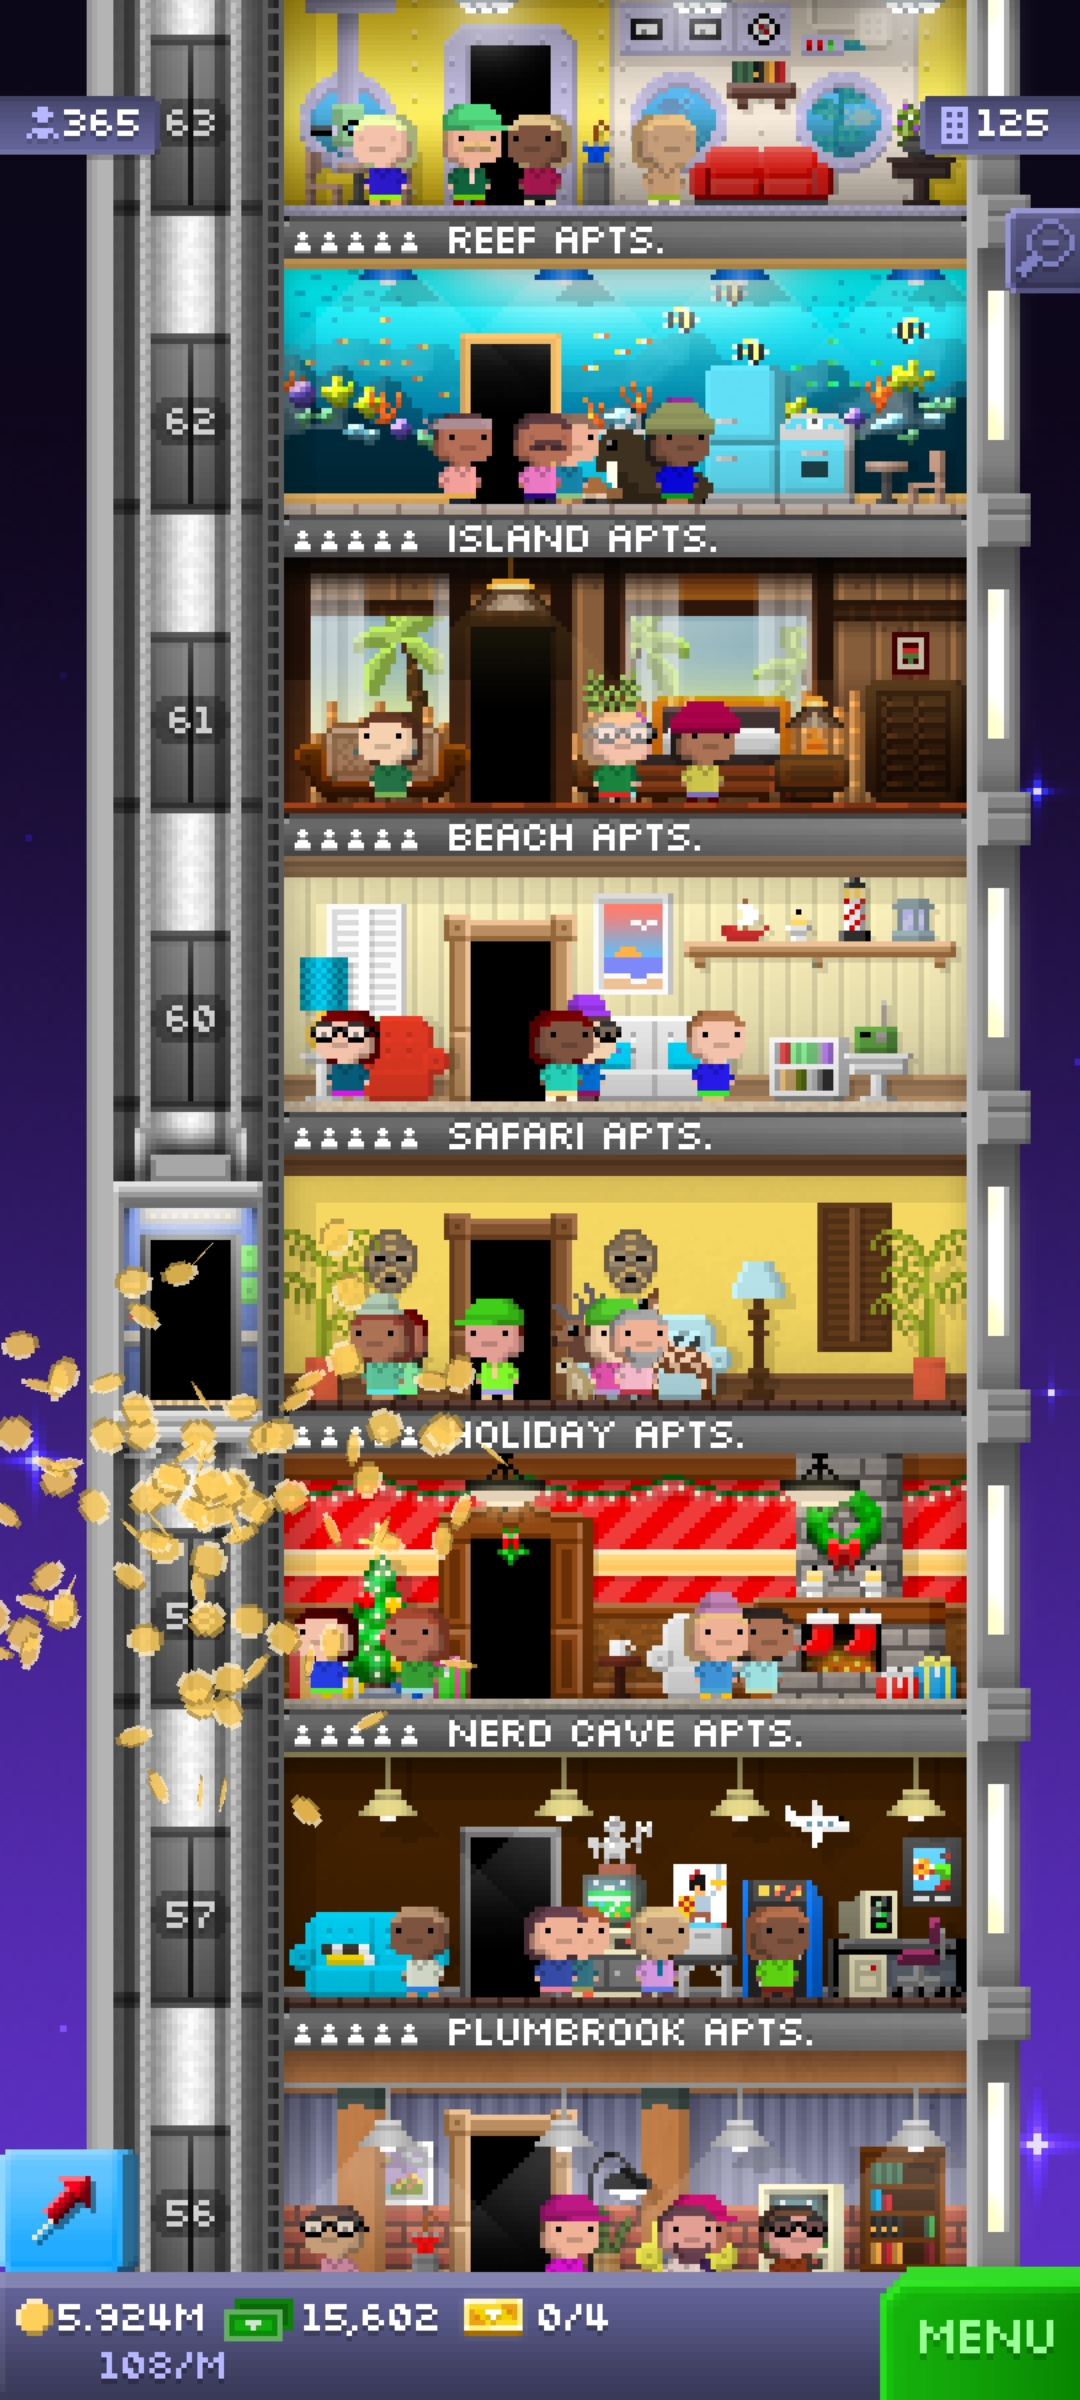 365
63
125
REEF APTS.
62
ISLAND APTS.
61
BEACH APTS.
60
SAFARI APTS.
HOLIDAY APTS.
NERD CAVE APTS.
57
PLUMBROOK APTS.
56
5.924M
15,602
0/4
108/M
MENU